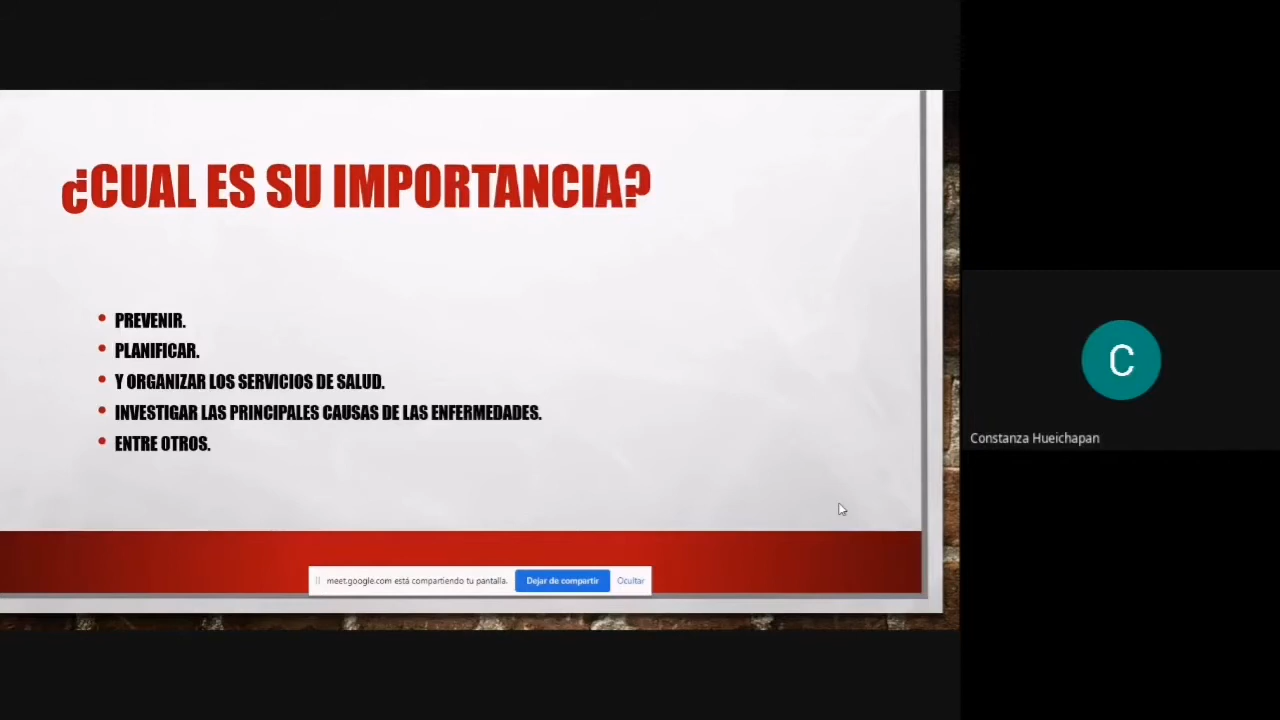 ¿CUAL ES SU IMPORTANCIA?
• PREVENIR.
• PLANIFICAR.
• Y ORGANIZAR LOS SERVICIOS DE SALUD.
• INVESTIGAR LAS PRINCIPALES CAUSAS DE LAS ENFERMEDADES.
• ENTRE OTROS.
meet.google.com está compartiendo tu pantalla. Dejar de compartir Ocultar
C
Constanza Hueichapan